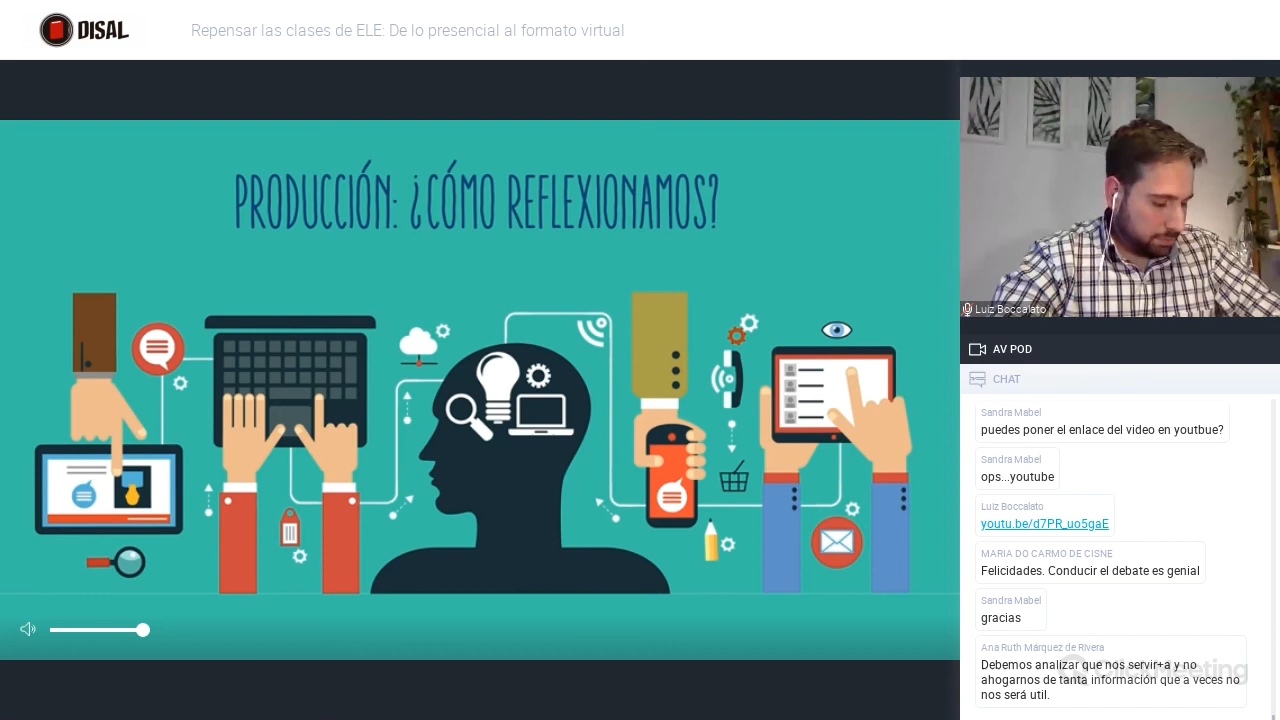 DISAL
Repensar las clases de ELE: De lo presencial al formato virtual
PRODUCCIÓN: ¿CÓMO REFLEXIONAMOS?
Luiz Boccalato
AV POD
CHAT
Sandra Mabel
puedes poner el enlace del video en youtbue?
Sandra Mabel
ops...youtube
Luiz Boccalato
youtu.be/d7PR_uo5gaE
MARIA DO CARMO DE CISNE
Felicidades. Conducir el debate es genial
Sandra Mabel
gracias
Ana Ruth Márquez de Rivera
Debemos analizar que nos servir+a y no
ahogarnos de tanta información que a veces no
nos será util.
ClickMeeting